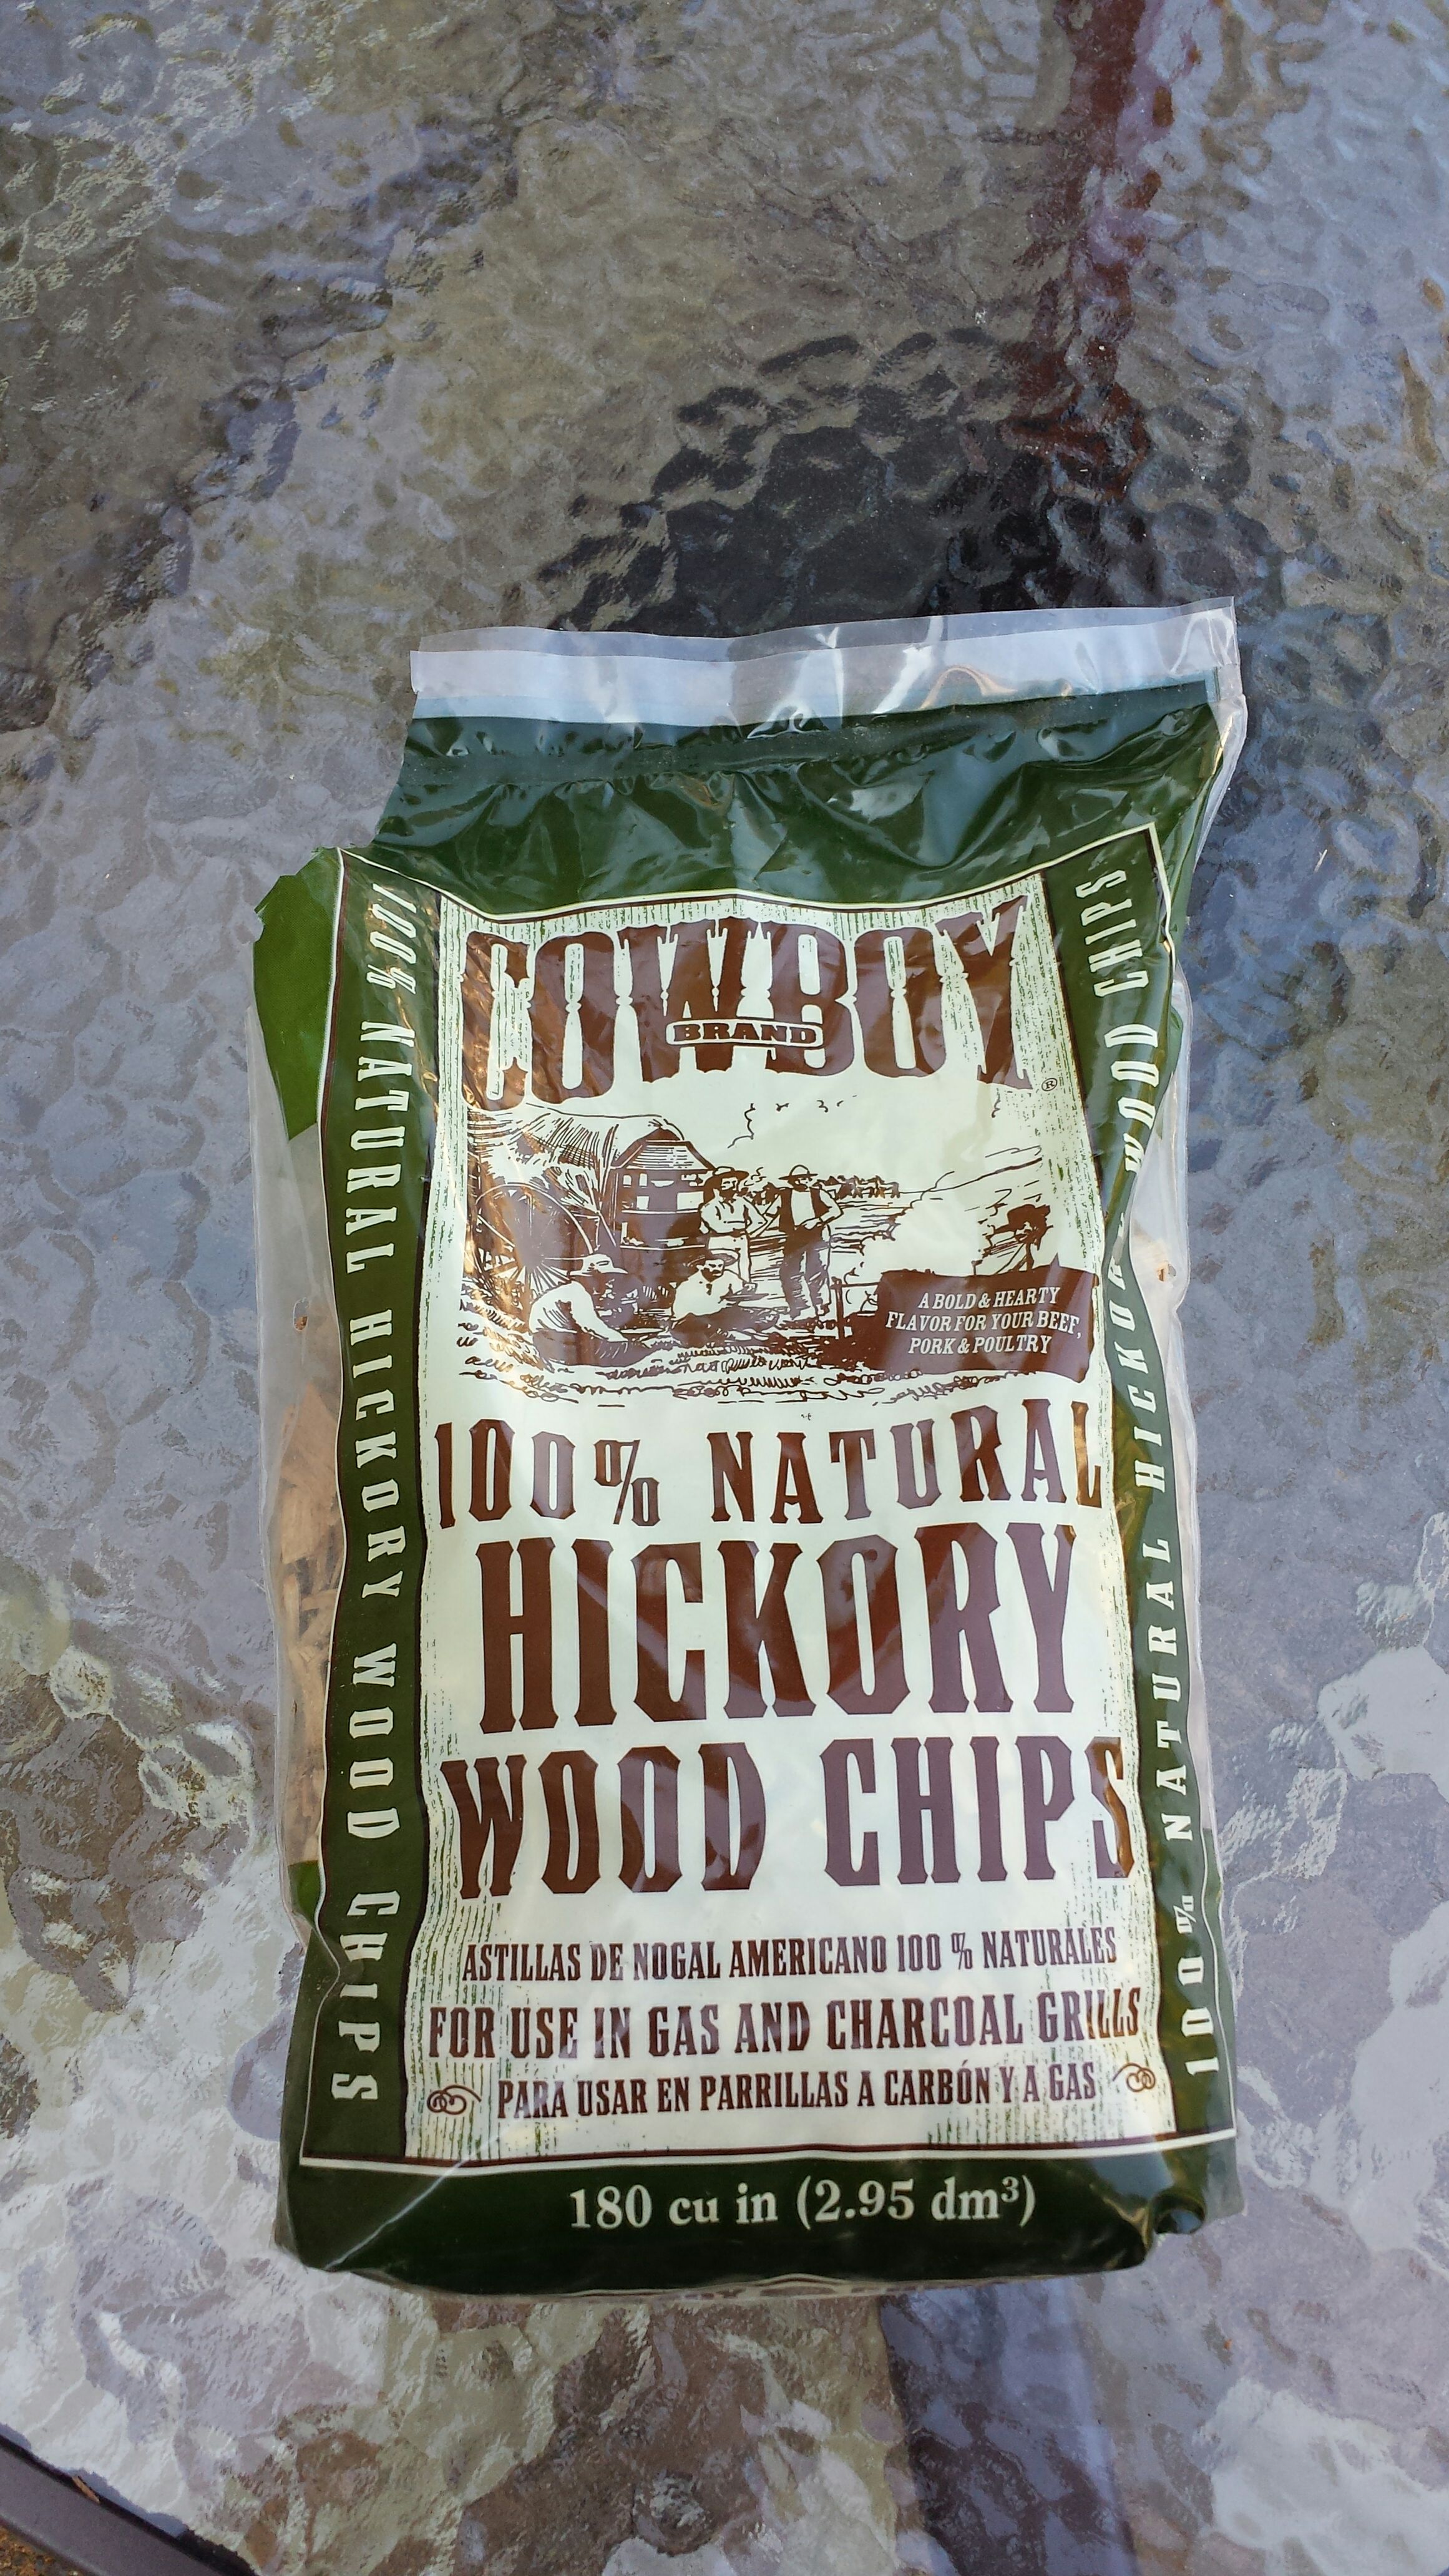 COWBOY
BRAND
®
A BOLD & HEARTY
FLAVOR FOR YOUR BEEF,
PORK & POULTRY
100% NATURAL
HICKORY
WOOD CHIPS
ASTILLAS DE NOGAL AMERICANO 100 % NATURALES
FOR USE IN GAS AND CHARCOAL GRILLS
PARA USAR EN PARRILLAS A CARBÓN Y A GAS
180 cu in (2.95 dm³)
100% NATURAL HICKORY WOOD CHIPS
100% NATURAL HICKORY WOOD CHIPS